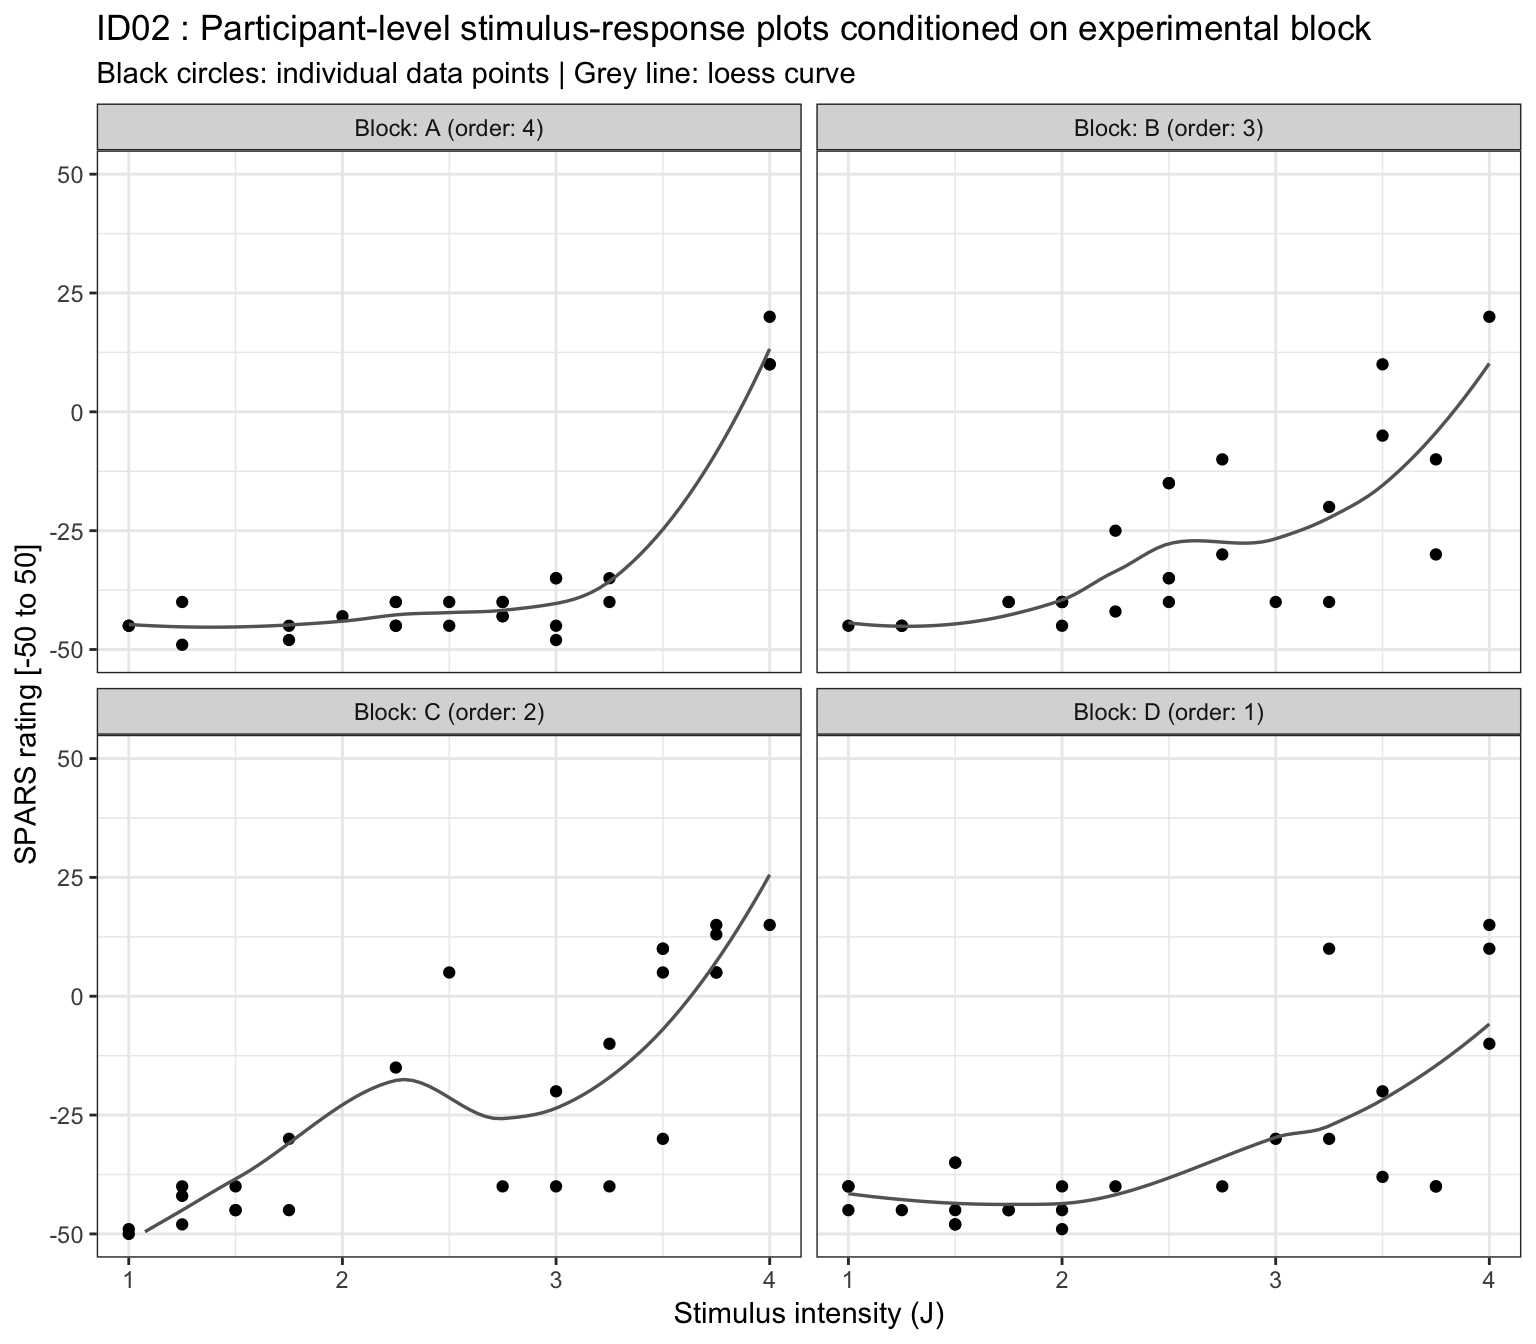 ID02 : Participant-level stimulus-response plots conditioned on experimental block
Black circles: individual data points | Grey line: loess curve
Block: A (order: 4)
Block: B (order: 3)
50
25
0
-25
-50
Block: C (order: 2)
Block: D (order: 1)
50
25
0
-25
-50
SPARS rating [-50 to 50]
1
2
3
4
1
2
3
4
Stimulus intensity (J)